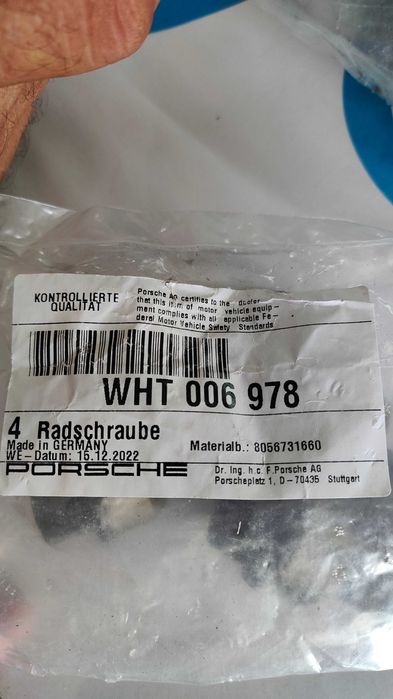 KONTROLLIERTE
QUALITÄT
Porsche AG certifies to the
that this item of motor vehicle equip-
ment complies with all applicable Fe-
deral Motor Vehicle Safety Standards
WHT 006 978
4 Radschraube
Made in GERMANY
Materialb.: 8056731660
WE-Datum: 15.12.2022
PORSCHE
Dr. Ing. h.c. F. Porsche AG
Porscheplatz 1, D-70435 Stuttgart